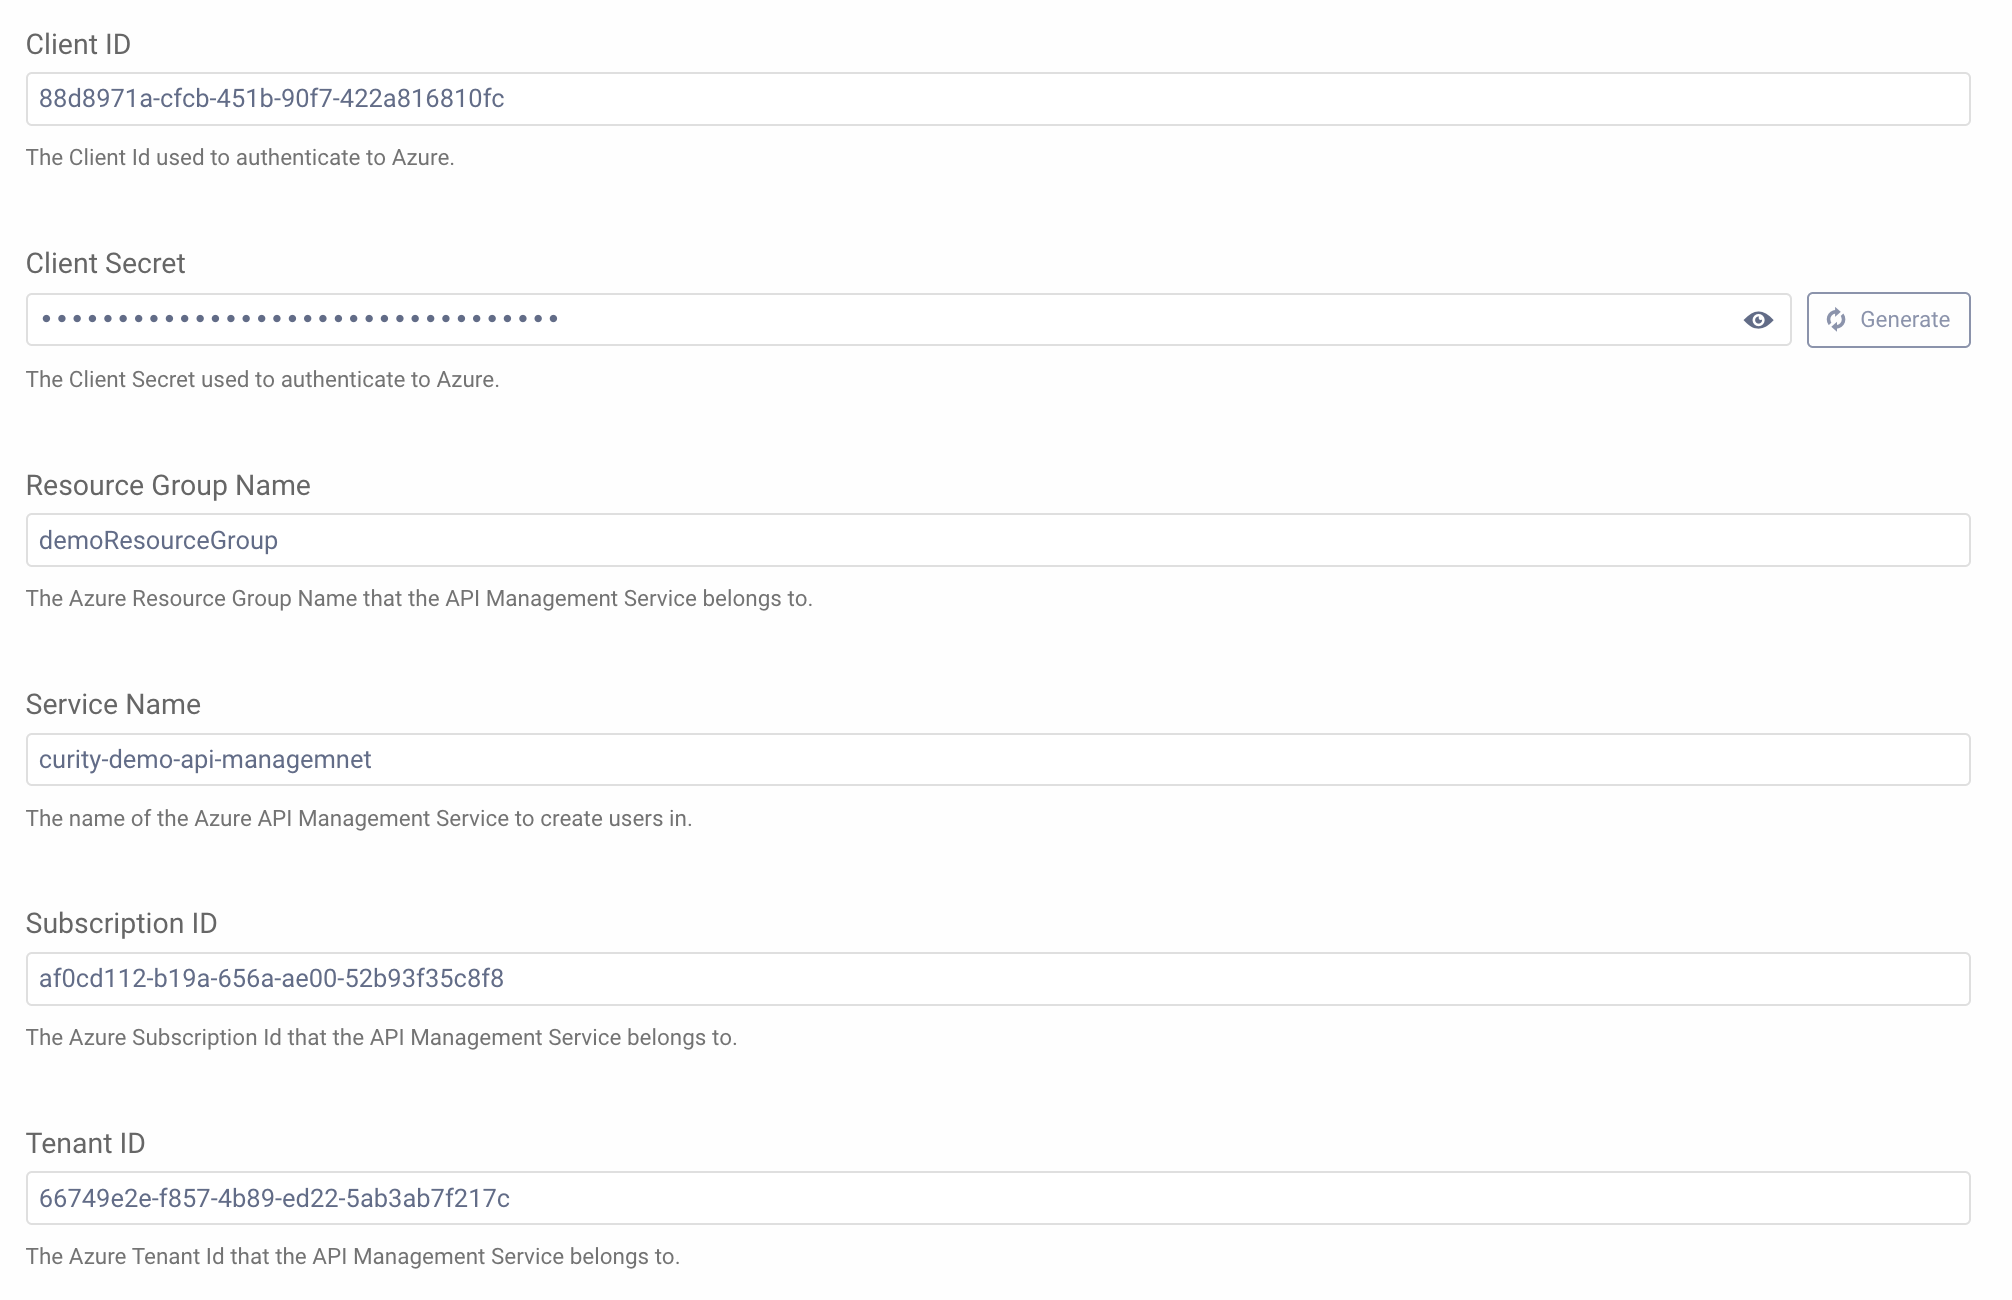 Client ID
88d8971a-cfcb-451b-90f7-422a816810fc
The Client Id used to authenticate to Azure.
Client Secret
••••••••••••••••••••••••••••••••••
Generate
The Client Secret used to authenticate to Azure.
Resource Group Name
demoResourceGroup
The Azure Resource Group Name that the API Management Service belongs to.
Service Name
curity-demo-api-managemnet
The name of the Azure API Management Service to create users in.
Subscription ID
af0cd112-b19a-656a-ae00-52b93f35c8f8
The Azure Subscription Id that the API Management Service belongs to.
Tenant ID
66749e2e-f857-4b89-ed22-5ab3ab7f217c
The Azure Tenant Id that the API Management Service belongs to.